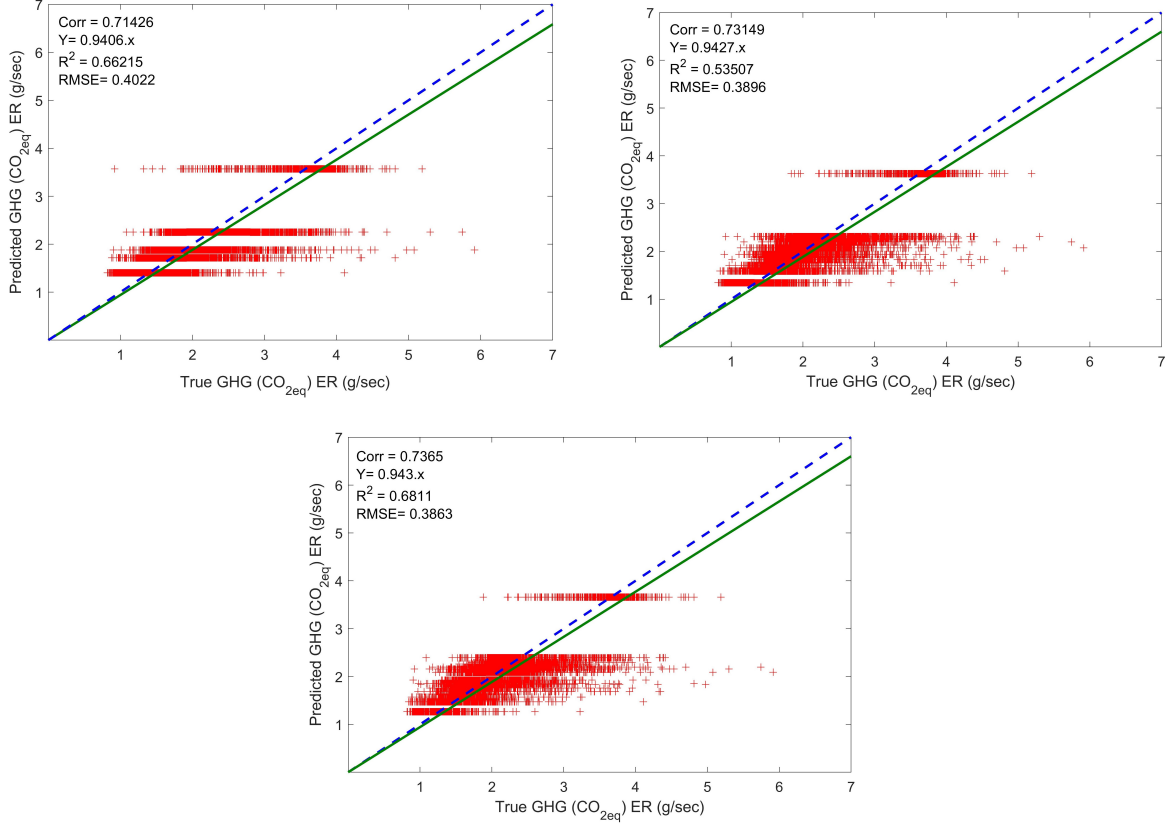 Corr = 0.71426
Y= 0.9406.x
R² = 0.66215
RMSE= 0.4022
7
6
5
4
3
2
1
Predicted GHG (CO₂eq) ER (g/sec)
1 2 3 4 5 6 7
True GHG (CO₂eq) ER (g/sec)
Corr = 0.73149
Y= 0.9427.x
R² = 0.53507
RMSE= 0.3896
7
6
5
4
3
2
1
Predicted GHG (CO₂eq) ER (g/sec)
1 2 3 4 5 6 7
True GHG (CO₂eq) ER (g/sec)
Corr = 0.7365
Y= 0.943.x
R² = 0.6811
RMSE= 0.3863
7
6
5
4
3
2
1
Predicted GHG (CO₂eq) ER (g/sec)
1 2 3 4 5 6 7
True GHG (CO₂eq) ER (g/sec)